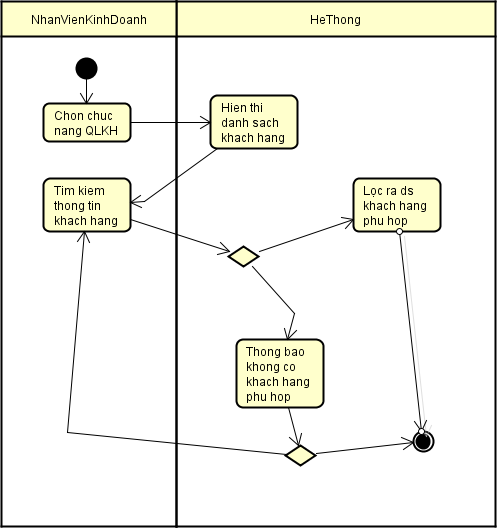 NhanVienKinhDoanh
HeThong
Chon chuc
nang QLKH
Hien thi
danh sach
khach hang
Tim kiem
thong tin
khach hang
Lọc ra ds
khach hang
phu hop
Thong bao
khong co
khach hang
phu hop